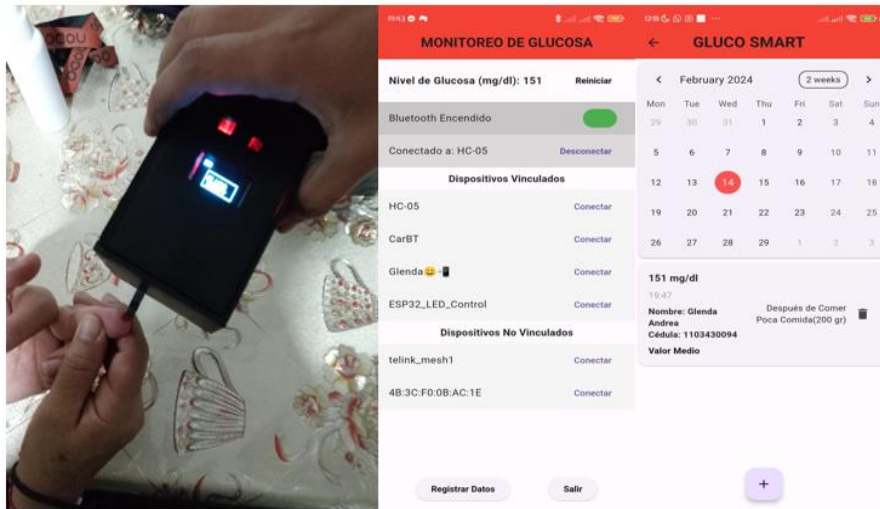 19:43
MONITOREO DE GLUCOSA
Nivel de Glucosa (mg/dl): 151 Reiniciar
Bluetooth Encendido
Conectado a: HC-05 Desconectar
Dispositivos Vinculados
HC-05 Conectar
CarBT Conectar
Glenda😀📲 Conectar
ESP32_LED_Control Conectar
Dispositivos No Vinculados
telink_mesh1 Conectar
4B:3C:F0:0B:AC:1E Conectar
Registrar Datos Salir
GLUCO SMART
February 2024 2 weeks
Mon Tue Wed Thu Fri Sat Sun
29 30 31 1 2 3 4
5 6 7 8 9 10 11
12 13 14 15 16 17 18
19 20 21 22 23 24 25
26 27 28 29 1 2 3
151 mg/dl
19:47
Nombre: Glenda
Andrea
Cédula: 1103430094
Valor Medio
Después de Comer
Poca Comida(200 gr)
+